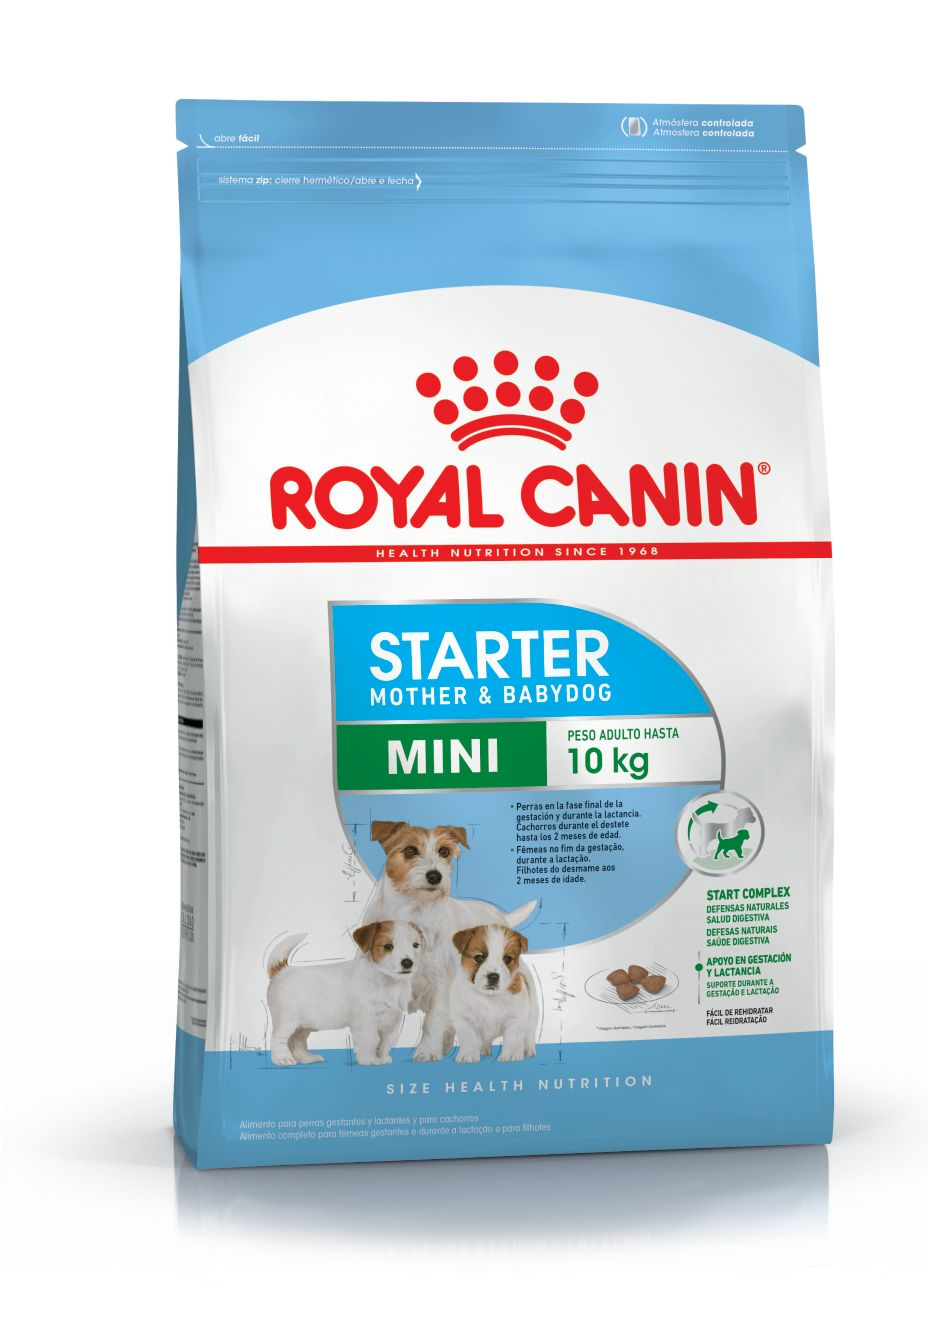 abre fácil
Atmósfera controlada
Atmosfera controlada
sistema zip: cierre hermético/abre e fecha
ROYAL CANIN®
HEALTH NUTRITION SINCE 1968
STARTER
MOTHER & BABYDOG
MINI
PESO ADULTO HASTA
10 kg
• Perras en la fase final de la
gestación y durante la lactancia.
Cachorros durante el destete
hasta los 2 meses de edad.
• Fêmeas no fim da gestação,
durante a lactação.
Filhotes do desmame aos
2 meses de idade.
START COMPLEX
DEFENSAS NATURALES
SALUD DIGESTIVA
DEFESAS NATURAIS
SAÚDE DIGESTIVA
APOYO EN GESTACIÓN
Y LACTANCIA
SUPORTE DURANTE A
GESTAÇÃO E LACTAÇÃO
FÁCIL DE REHIDRATAR
FÁCIL REIDRATAÇÃO
1cm
*Imagen ilustrativa / Imagem ilustrativa
SIZE HEALTH NUTRITION
Alimento para perras gestantes y lactantes y para cachorros
Alimento completo para fêmeas gestantes e durante a lactação e para filhotes